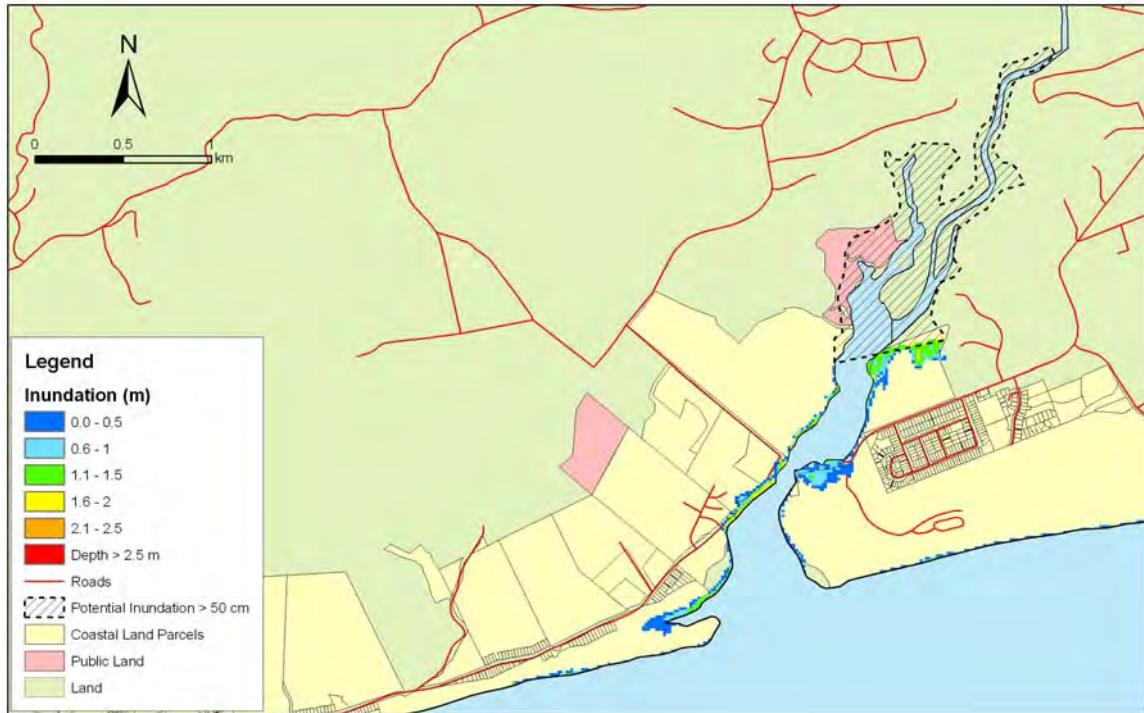 N
0
0.5
1
km
Legend
Inundation (m)
0.0 - 0.5
0.6 - 1
1.1 - 1.5
1.6 - 2
2.1 - 2.5
Depth > 2.5 m
Roads
Potential Inundation > 50 cm
Coastal Land Parcels
Public Land
Land